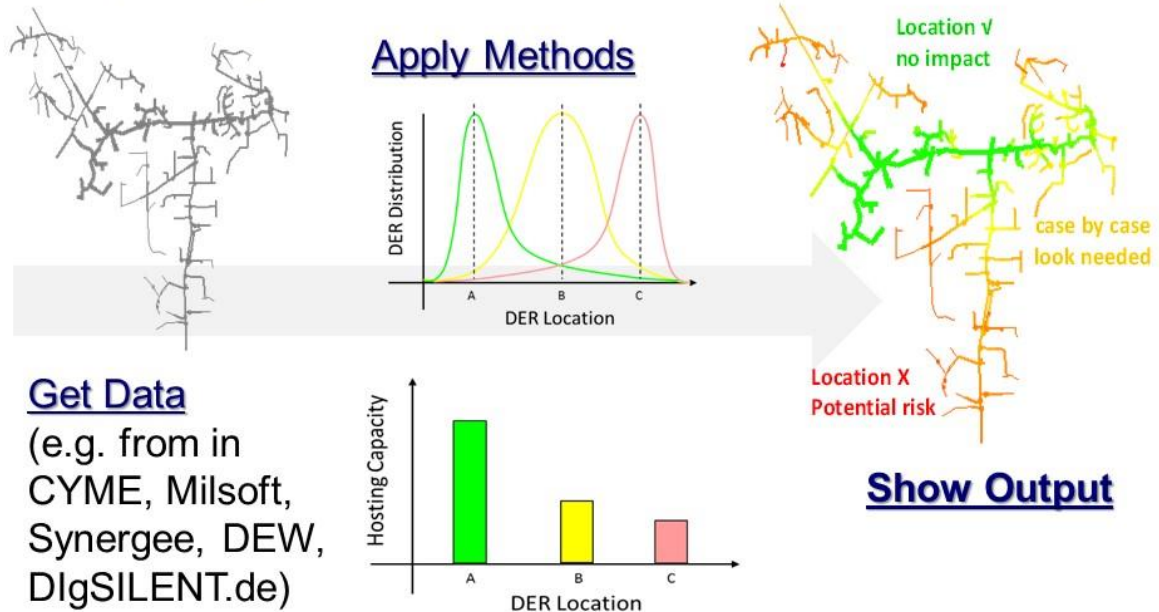 Get Data
(e.g. from in
CYME, Milsoft,
Synergee, DEW,
DIgSILENT.de)
Apply Methods
DER Distribution
A
B
C
DER Location
Hosting Capacity
A
B
C
DER Location
Location √
no impact
case by case
look needed
Location X
Potential risk
Show Output